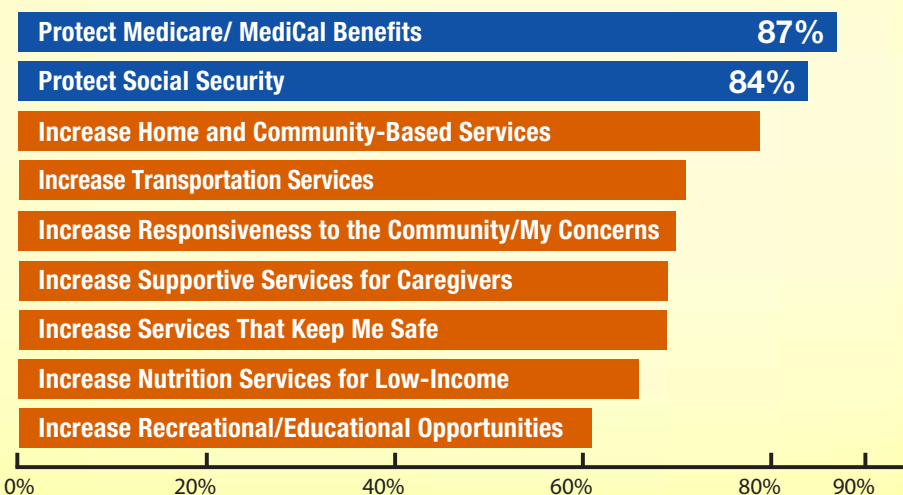 Protect Medicare/ MediCal Benefits 87%
Protect Social Security 84%
Increase Home and Community-Based Services
Increase Transportation Services
Increase Responsiveness to the Community/My Concerns
Increase Supportive Services for Caregivers
Increase Services That Keep Me Safe
Increase Nutrition Services for Low-Income
Increase Recreational/Educational Opportunities
0% 20% 40% 60% 80% 90%